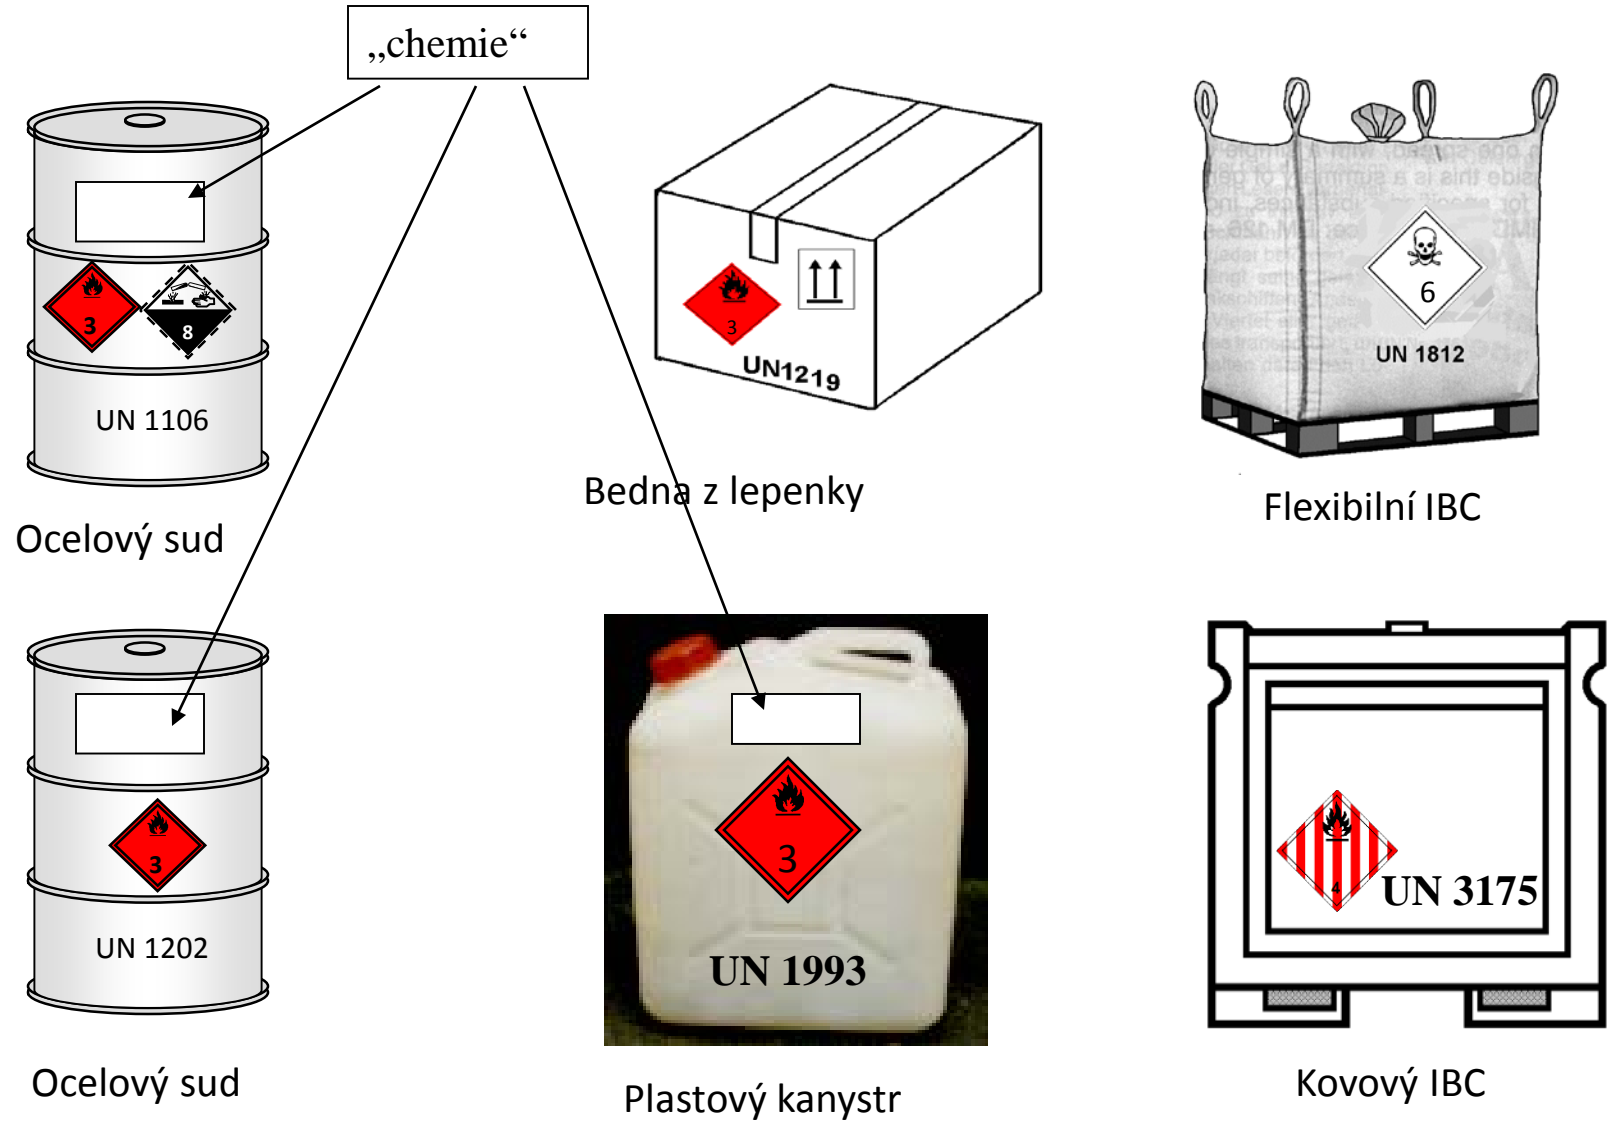 „chemie“
3
8
UN 1106
Ocelový sud
3
UN1219
Bedna z lepenky
6
UN 1812
Flexibilní IBC
3
UN 1202
Ocelový sud
3
UN 1993
Plastový kanystr
4
UN 3175
Kovový IBC